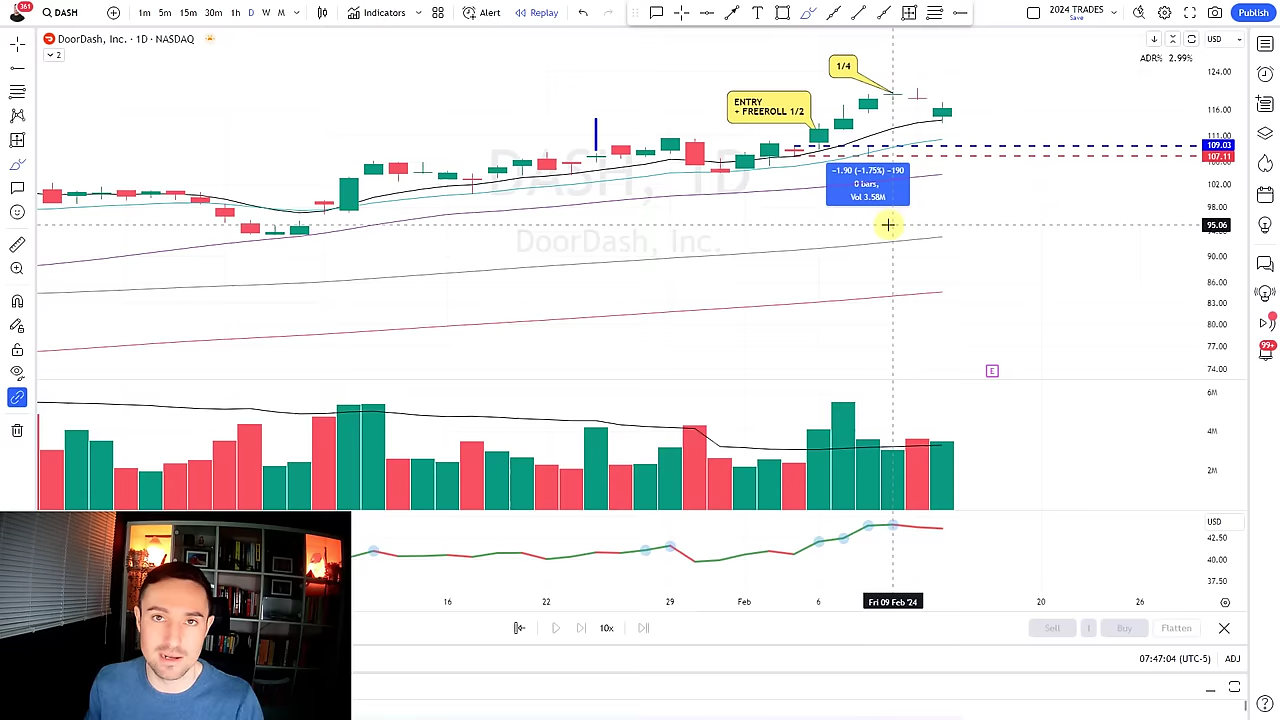 361
DASH
1m 5m 15m 30m 1h D W M
Indicators
Alert
Replay
2024 TRADES
Save
Publish
DoorDash, Inc. · 1D · NASDAQ
2
USD
ADR% 2.99%
124.00
1/4
ENTRY
+ FREEROLL 1/2
116.00
111.00
109.03
107.11
DASH, 1D
DoorDash, Inc.
−1.90 (−1.75%) −190
0 bars,
Vol 3.58M
102.00
98.00
95.06
90.00
86.00
83.00
80.00
77.00
74.00
E
99+
6M
4M
2M
USD
42.50
40.00
37.50
16 22 29 Feb 6 Fri 09 Feb '24 20 26
10x
Sell Buy Flatten
07:47:04 (UTC-5) ADJ